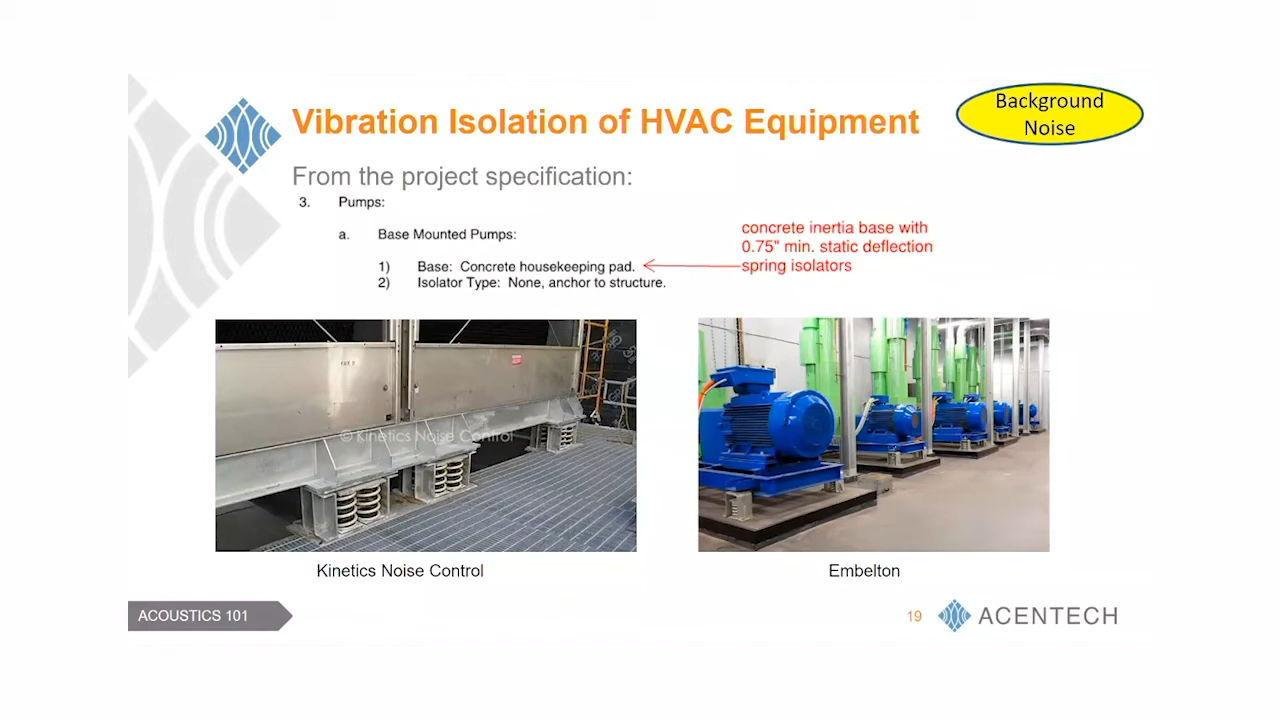 Vibration Isolation of HVAC Equipment
Background
Noise
From the project specification:
3. Pumps:
a. Base Mounted Pumps:
1) Base: Concrete housekeeping pad.
2) Isolator Type: None, anchor to structure.
concrete inertia base with
0.75" min. static deflection
spring isolators
© Kinetics Noise Control
Kinetics Noise Control
Embelton
ACOUSTICS 101
19
ACENTECH